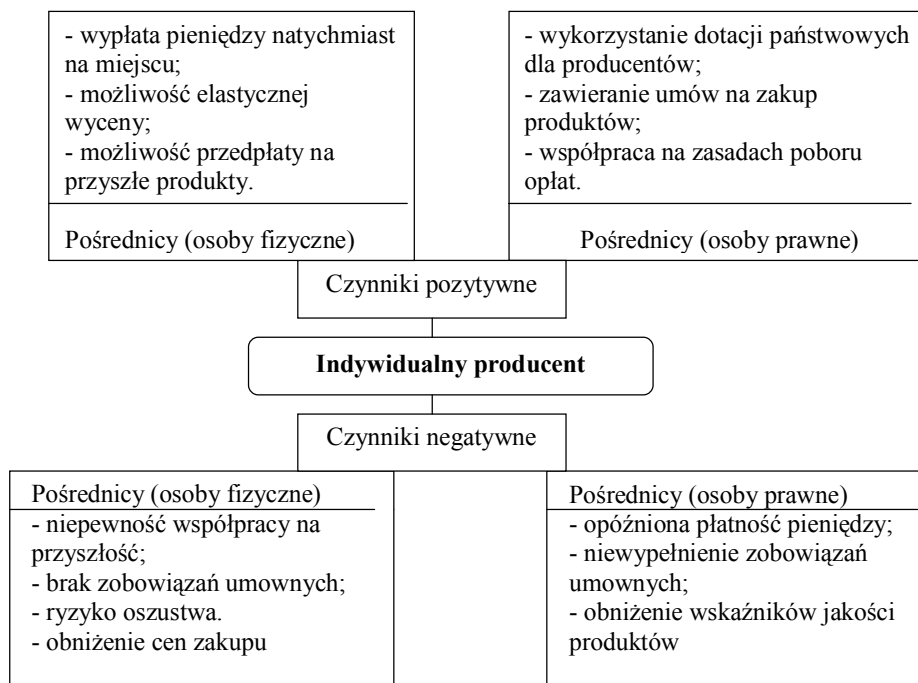 - wypłata pieniędzy natychmiast
na miejscu;
- możliwość elastycznej
wyceny;
- możliwość przedpłaty na
przyszłe produkty.
Pośrednicy (osoby fizyczne)
- wykorzystanie dotacji państwowych
dla producentów;
- zawieranie umów na zakup
produktów;
- współpraca na zasadach poboru
opłat.
Pośrednicy (osoby prawne)
Czynniki pozytywne
Indywidualny producent
Czynniki negatywne
Pośrednicy (osoby fizyczne)
- niepewność współpracy na
przyszłość;
- brak zobowiązań umownych;
- ryzyko oszustwa.
- obniżenie cen zakupu
Pośrednicy (osoby prawne)
- opóźniona płatność pieniędzy;
- niewypełnienie zobowiązań
umownych;
- obniżenie wskaźników jakości
produktów